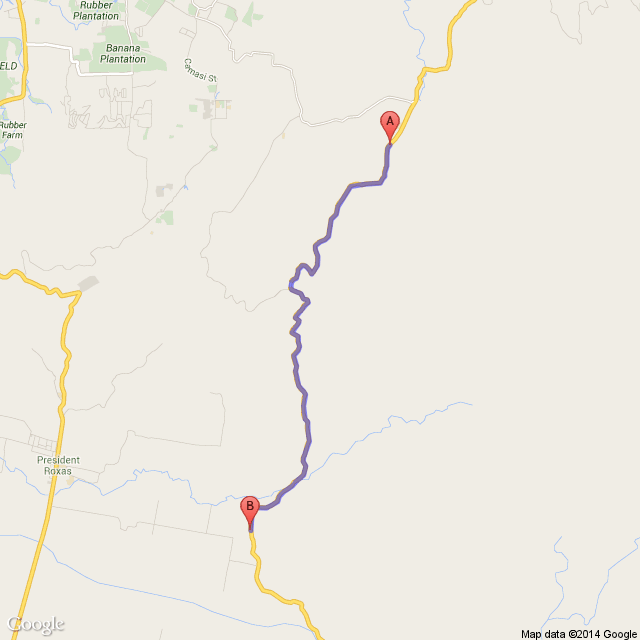 Rubber
Plantation
Banana
Plantation
ELD
Camasi St
Rubber
Farm
A
President
Roxas
B
Google
Map data ©2014 Google